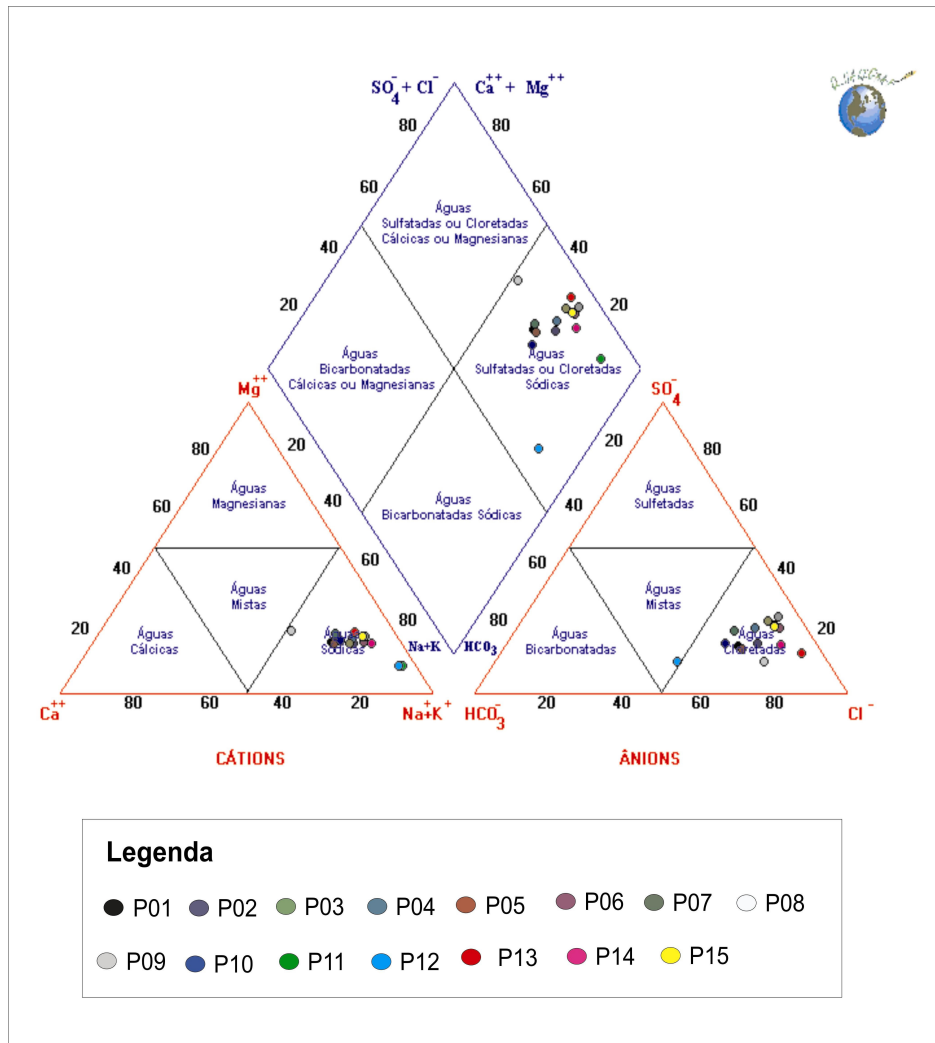 QUALIGRAF
SO₄⁻ + Cl⁻ Ca⁺⁺ + Mg⁺⁺
80 80
60 60
Águas
Sulfatadas ou Cloretadas
Cálcicas ou Magnesianas
40 40
20 20
Águas
Bicarbonatadas
Cálcicas ou Magnesianas
Águas
Sulfatadas ou Cloretadas
Sódicas
Mg⁺⁺ SO₄⁻
80 20 20 80
Águas
Magnesianas
Águas
Bicarbonatadas Sódicas
Águas
Sulfetadas
60 40 40 60
40 60 60 40
Águas
Mistas
Águas
Mistas
20 80 80 20
Águas
Cálcicas
Águas
Sódicas
Na+K HCO₃
Águas
Bicarbonatadas
Águas
Cloretadas
80 60 40 20 20 40 60 80
Ca⁺⁺ Na⁺+K⁺ HCO₃⁻ Cl⁻
CÁTIONS ÂNIONS
Legenda
P01 P02 P03 P04 P05 P06 P07 P08
P09 P10 P11 P12 P13 P14 P15